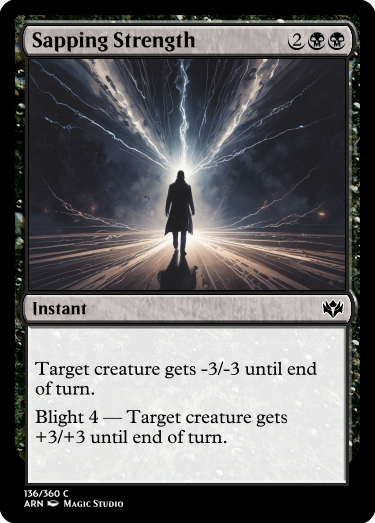 Sapping Strength 2
Instant
Target creature gets -3/-3 until end
of turn.
Blight 4 — Target creature gets
+3/+3 until end of turn.
136/360 C
ARN Magic Studio